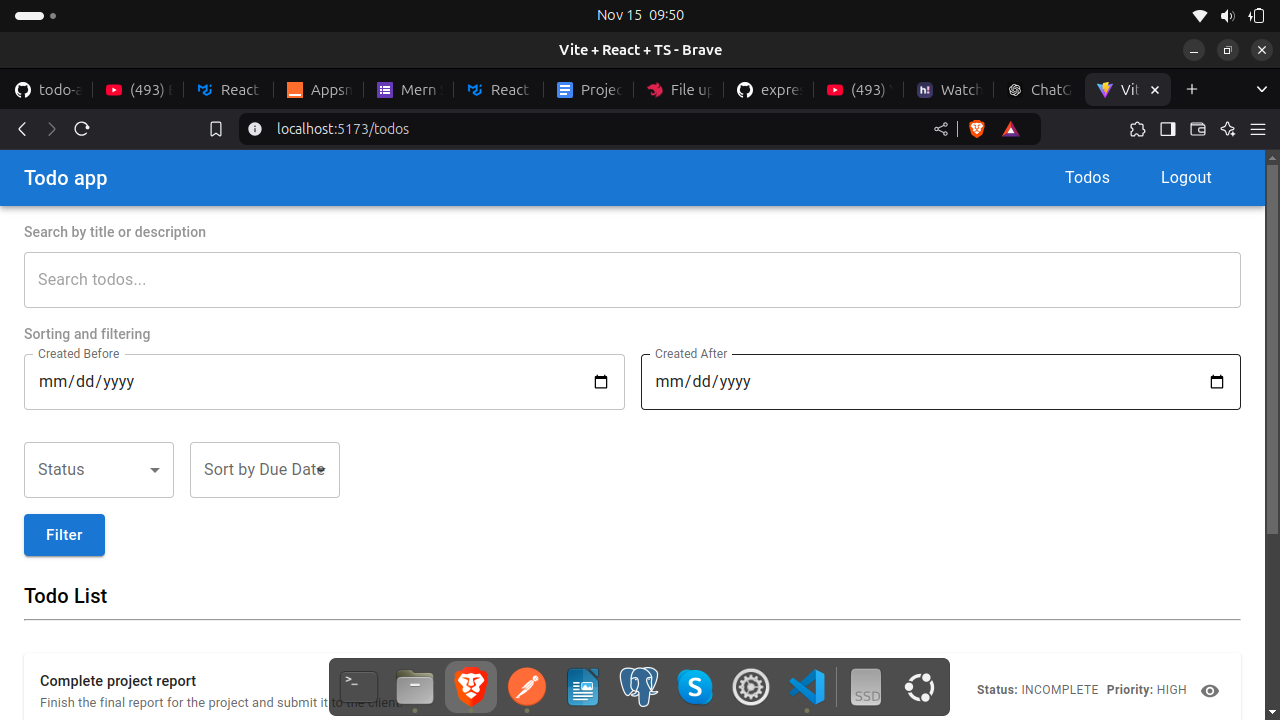 Nov 15 09:50
Vite + React + TS - Brave
todo-a
(493)
React
Appsm
Mern
React
Projec
File up
expres
(493)
Watch
ChatG
Vit
localhost:5173/todos
Todo app
Todos
Logout
Search by title or description
Search todos...
Sorting and filtering
Created Before
Created After
mm/dd/yyyy
mm/dd/yyyy
Status
Sort by Due Date
Filter
Todo List
Complete project report
Status: INCOMPLETE Priority: HIGH
Finish the final report for the project and submit it to the client.
SSD